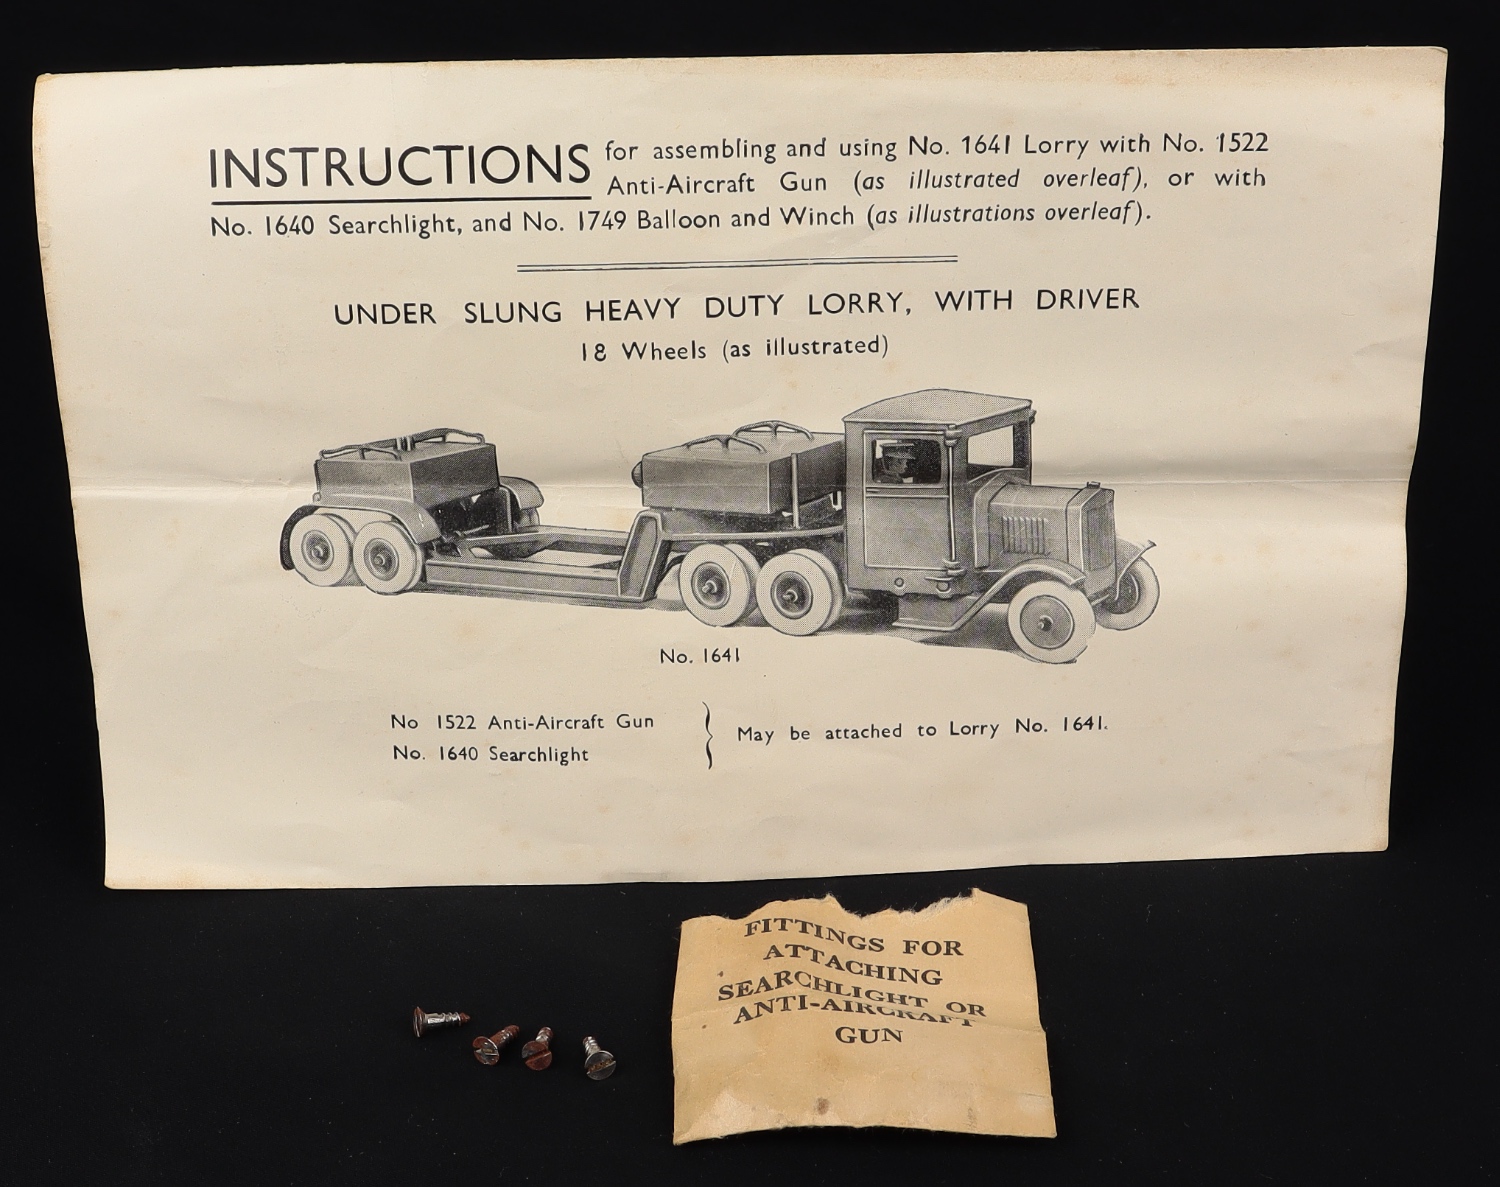 INSTRUCTIONS for assembling and using No. 1641 Lorry with No. 1522
Anti-Aircraft Gun (as illustrated overleaf), or with
No. 1640 Searchlight, and No. 1749 Balloon and Winch (as illustrations overleaf).
UNDER SLUNG HEAVY DUTY LORRY, WITH DRIVER
18 Wheels (as illustrated)
No. 1641
No 1522 Anti-Aircraft Gun
No. 1640 Searchlight
May be attached to Lorry No. 1641.
FITTINGS FOR
ATTACHING
SEARCHLIGHT OR
ANTI-AIRCRAFT
GUN